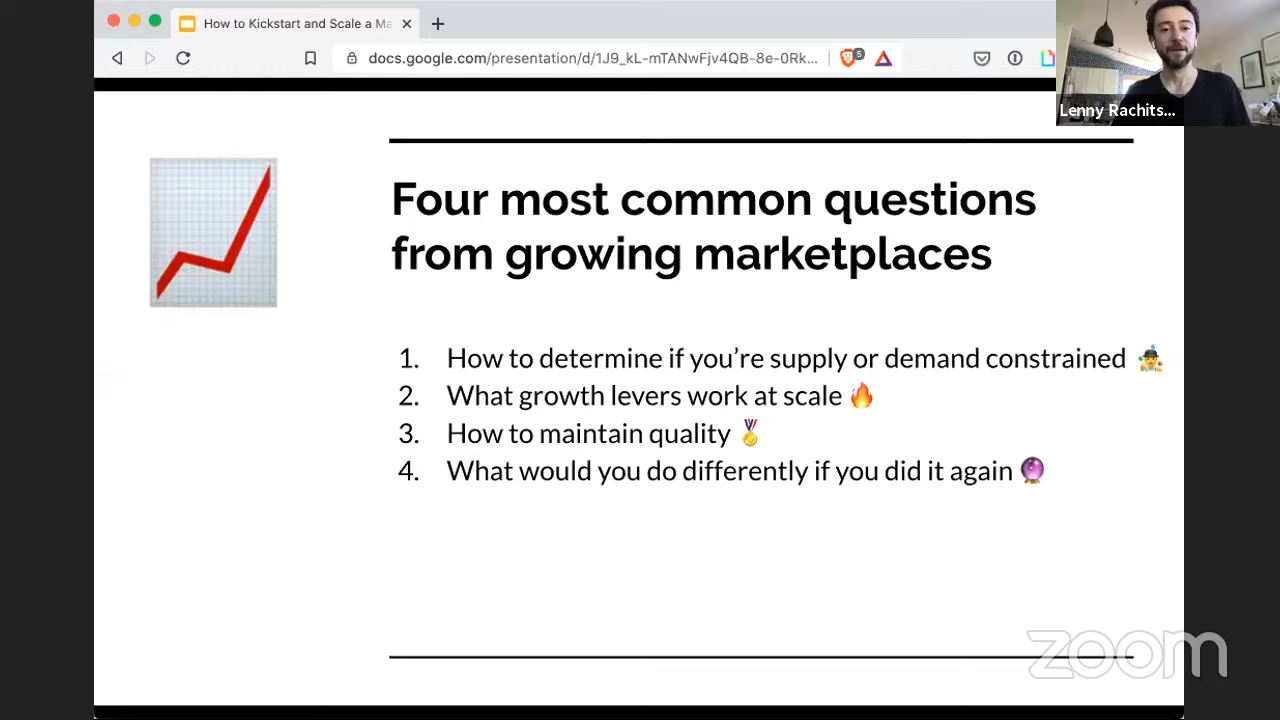 How to Kickstart and Scale a Ma
docs.google.com/presentation/d/1J9_kL-mTANwFjv4QB-8e-0Rk...
5
Lenny Rachits...
Four most common questions
from growing marketplaces
1. How to determine if you’re supply or demand constrained
2. What growth levers work at scale
3. How to maintain quality
4. What would you do differently if you did it again
zoom